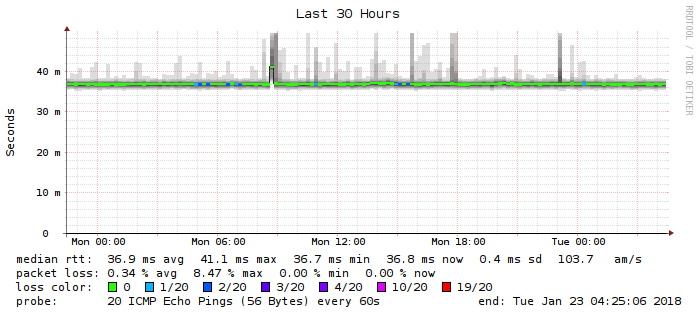 Last 30 Hours
RRDTOOL / TOBI OETIKER
Seconds
40 m
30 m
20 m
10 m
0
Mon 00:00 Mon 06:00 Mon 12:00 Mon 18:00 Tue 00:00
median rtt: 36.9 ms avg 41.1 ms max 36.7 ms min 36.8 ms now 0.4 ms sd 103.7 am/s
packet loss: 0.34 % avg 8.47 % max 0.00 % min 0.00 % now
loss color: 0 1/20 2/20 3/20 4/20 10/20 19/20
probe: 20 ICMP Echo Pings (56 Bytes) every 60s end: Tue Jan 23 04:25:06 2018